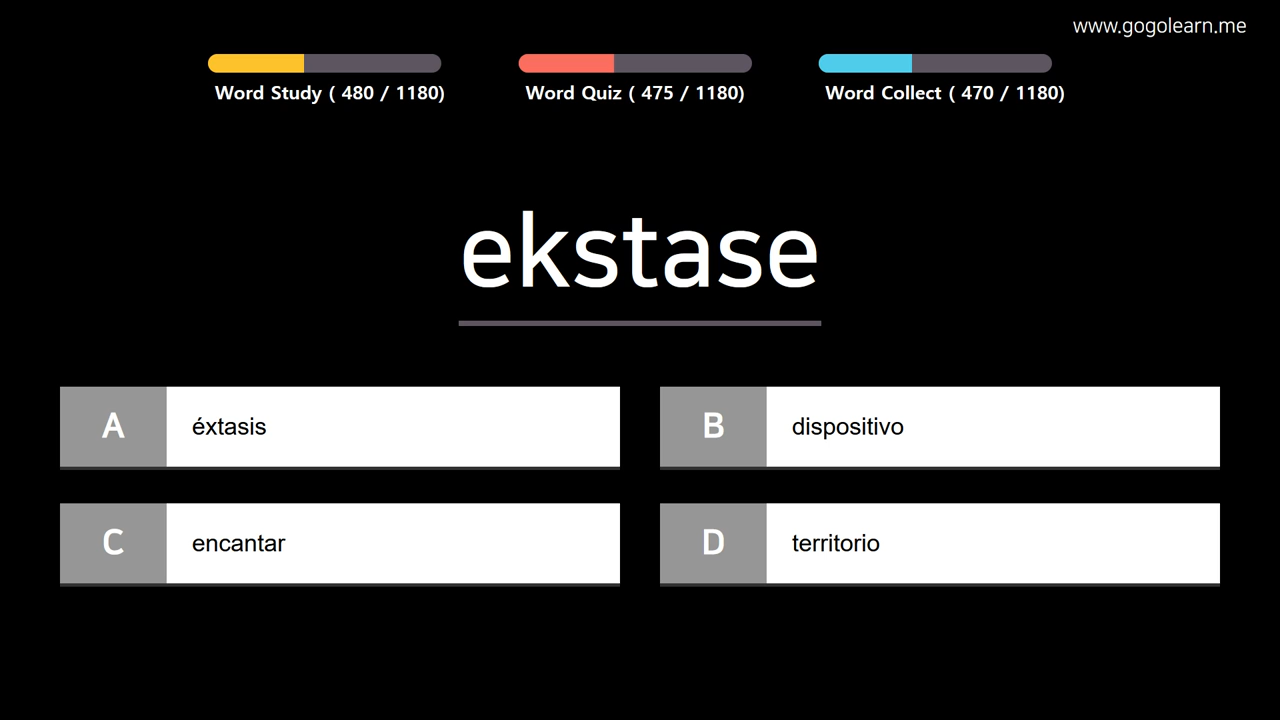 www.gogolearn.me
Word Study ( 480 / 1180)
Word Quiz ( 475 / 1180)
Word Collect ( 470 / 1180)
ekstase
A éxtasis
B dispositivo
C encantar
D territorio